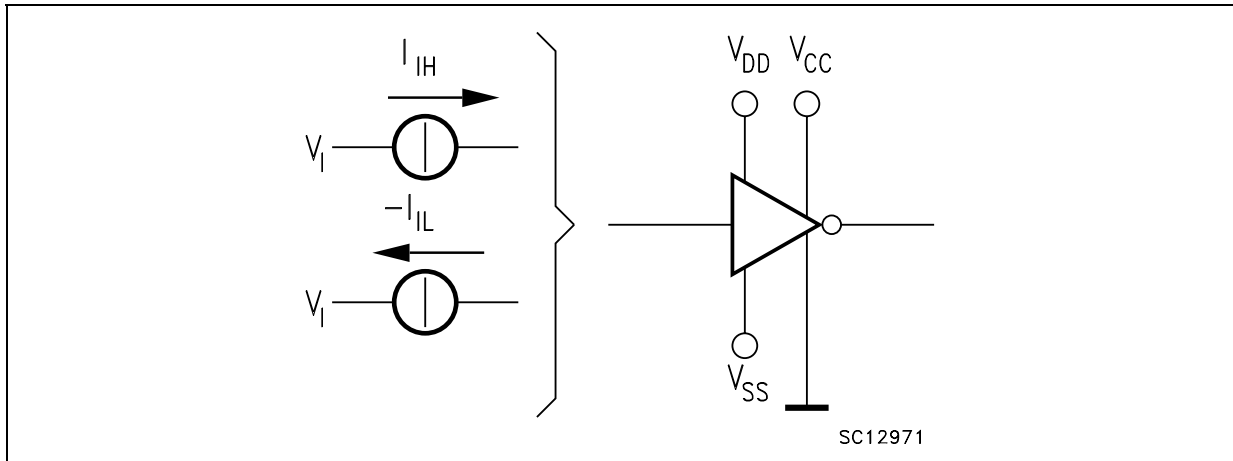 I IH
V DD
V CC
V I
–I IL
V I
V SS
SC12971